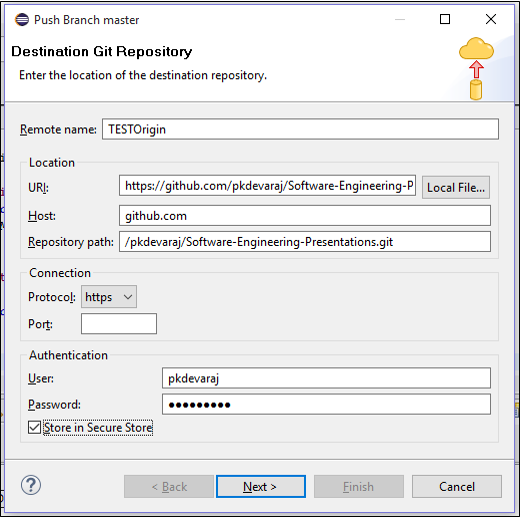 Push Branch master
Destination Git Repository
Enter the location of the destination repository.
Remote name: TESTOrigin
Location
URI: https://github.com/pkdevaraj/Software-Engineering-P Local File...
Host: github.com
Repository path: /pkdevaraj/Software-Engineering-Presentations.git
Connection
Protocol: https
Port:
Authentication
User: pkdevaraj
Password: ●●●●●●●●●
Store in Secure Store
? < Back Next > Finish Cancel